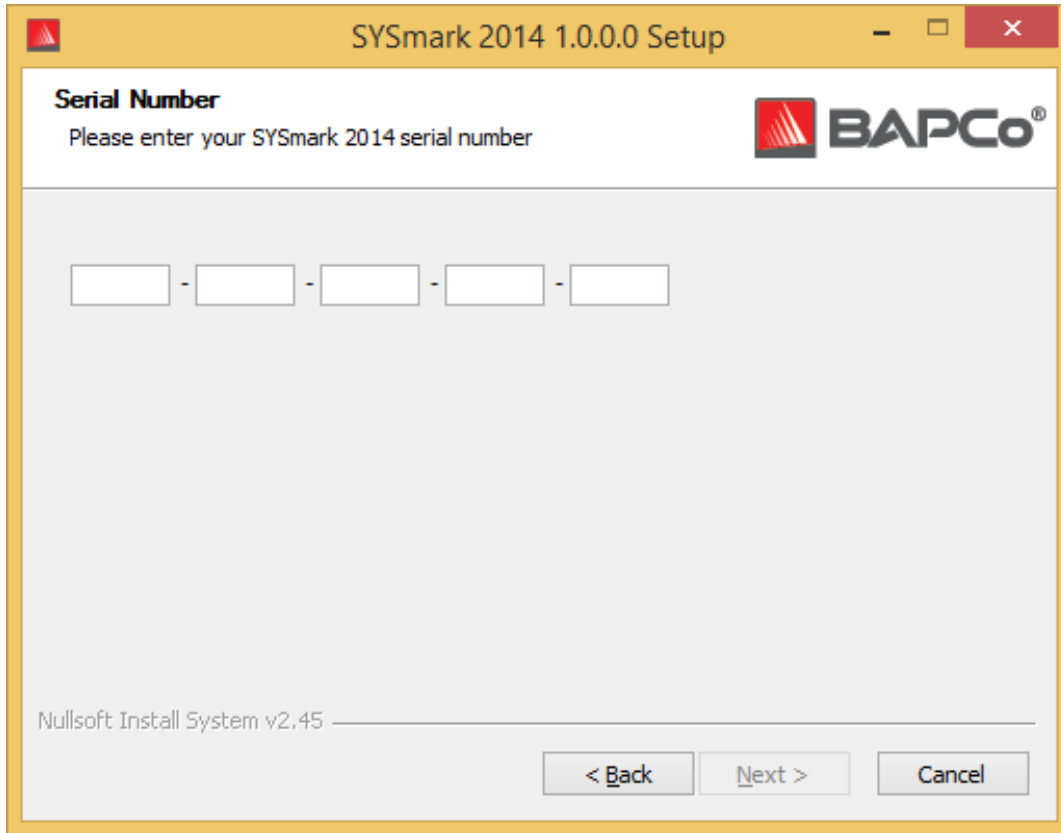 SYSmark 2014 1.0.0.0 Setup
Serial Number
Please enter your SYSmark 2014 serial number
BAPCo®
- - - -
Nullsoft Install System v2.45
< Back Next > Cancel